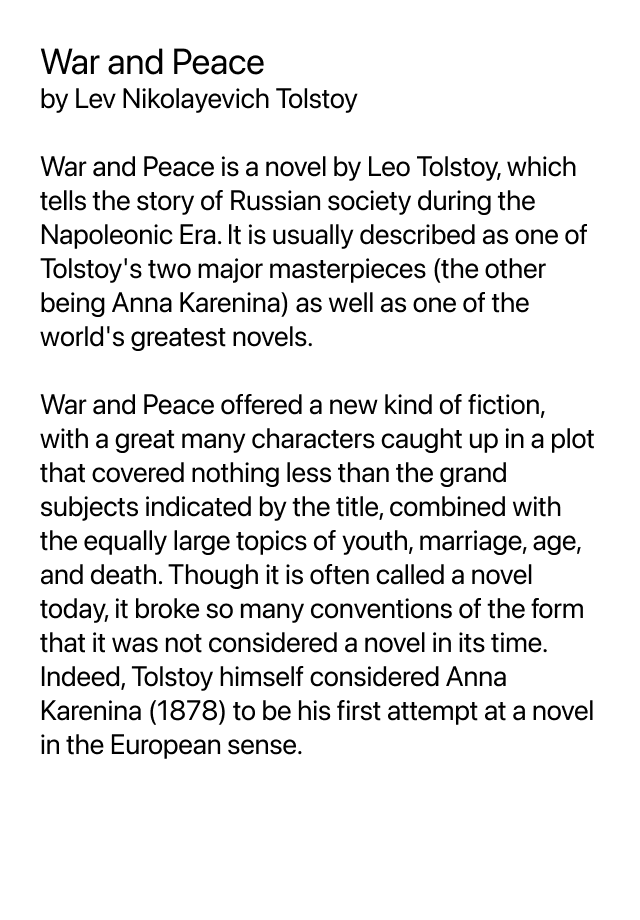 War and Peace
by Lev Nikolayevich Tolstoy
War and Peace is a novel by Leo Tolstoy, which
tells the story of Russian society during the
Napoleonic Era. It is usually described as one of
Tolstoy's two major masterpieces (the other
being Anna Karenina) as well as one of the
world's greatest novels.
War and Peace offered a new kind of fiction,
with a great many characters caught up in a plot
that covered nothing less than the grand
subjects indicated by the title, combined with
the equally large topics of youth, marriage, age,
and death. Though it is often called a novel
today, it broke so many conventions of the form
that it was not considered a novel in its time.
Indeed, Tolstoy himself considered Anna
Karenina (1878) to be his first attempt at a novel
in the European sense.